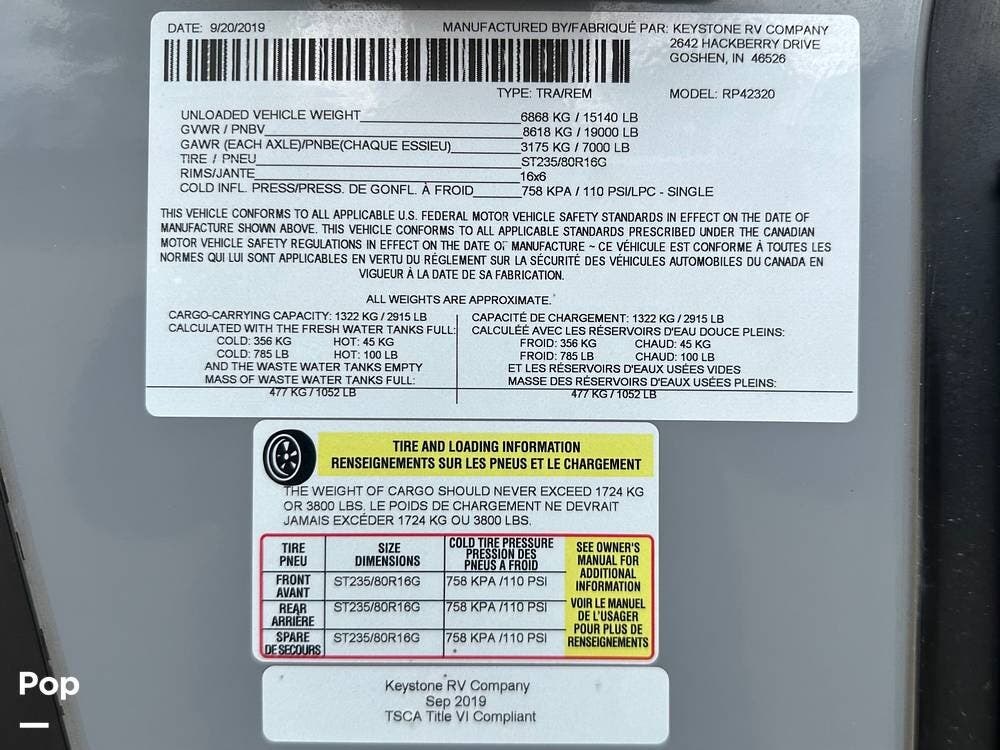 DATE: 9/20/2019
MANUFACTURED BY/FABRIQUÉ PAR: KEYSTONE RV COMPANY
2642 HACKBERRY DRIVE
GOSHEN, IN 46526
TYPE: TRA/REM
MODEL: RP42320
UNLOADED VEHICLE WEIGHT 6868 KG / 15140 LB
GVWR / PNBV 8618 KG / 19000 LB
GAWR (EACH AXLE)/PNBE(CHAQUE ESSIEU) 3175 KG / 7000 LB
TIRE / PNEU ST235/80R16G
RIMS/JANTE 16x6
COLD INFL. PRESS/PRESS. DE GONFL. À FROID 758 KPA / 110 PSI/LPC - SINGLE
THIS VEHICLE CONFORMS TO ALL APPLICABLE U.S. FEDERAL MOTOR VEHICLE SAFETY STANDARDS IN EFFECT ON THE DATE OF
MANUFACTURE SHOWN ABOVE. THIS VEHICLE CONFORMS TO ALL APPLICABLE STANDARDS PRESCRIBED UNDER THE CANADIAN
MOTOR VEHICLE SAFETY REGULATIONS IN EFFECT ON THE DATE OF MANUFACTURE ~ CE VÉHICULE EST CONFORME À TOUTES LES
NORMES QUI LUI SONT APPLICABLES EN VERTU DU RÈGLEMENT SUR LA SÉCURITÉ DES VÉHICULES AUTOMOBILES DU CANADA EN
VIGUEUR À LA DATE DE SA FABRICATION.
ALL WEIGHTS ARE APPROXIMATE.
CARGO-CARRYING CAPACITY: 1322 KG / 2915 LB
CALCULATED WITH THE FRESH WATER TANKS FULL:
COLD: 356 KG HOT: 45 KG
COLD: 785 LB HOT: 100 LB
AND THE WASTE WATER TANKS EMPTY
MASS OF WASTE WATER TANKS FULL:
477 KG / 1052 LB
CAPACITÉ DE CHARGEMENT: 1322 KG / 2915 LB
CALCULÉE AVEC LES RÉSERVOIRS D'EAU DOUCE PLEINS:
FROID: 356 KG CHAUD: 45 KG
FROID: 785 LB CHAUD: 100 LB
ET LES RÉSERVOIRS D'EAUX USÉES VIDES
MASSE DES RÉSERVOIRS D'EAUX USÉES PLEINS:
477 KG / 1052 LB
TIRE AND LOADING INFORMATION
RENSEIGNEMENTS SUR LES PNEUS ET LE CHARGEMENT
THE WEIGHT OF CARGO SHOULD NEVER EXCEED 1724 KG
OR 3800 LBS. LE POIDS DE CHARGEMENT NE DEVRAIT
JAMAIS EXCÉDER 1724 KG OU 3800 LBS.
TIRE
PNEU
SIZE
DIMENSIONS
COLD TIRE PRESSURE
PRESSION DES
PNEUS A FROID
FRONT
AVANT
ST235/80R16G
758 KPA /110 PSI
REAR
ARRIÈRE
ST235/80R16G
758 KPA /110 PSI
SPARE
DE SECOURS
ST235/80R16G
758 KPA /110 PSI
SEE OWNER'S
MANUAL FOR
ADDITIONAL
INFORMATION
VOIR LE MANUEL
DE L'USAGER
POUR PLUS DE
RENSEIGNEMENTS
Keystone RV Company
Sep 2019
TSCA Title VI Compliant
Pop